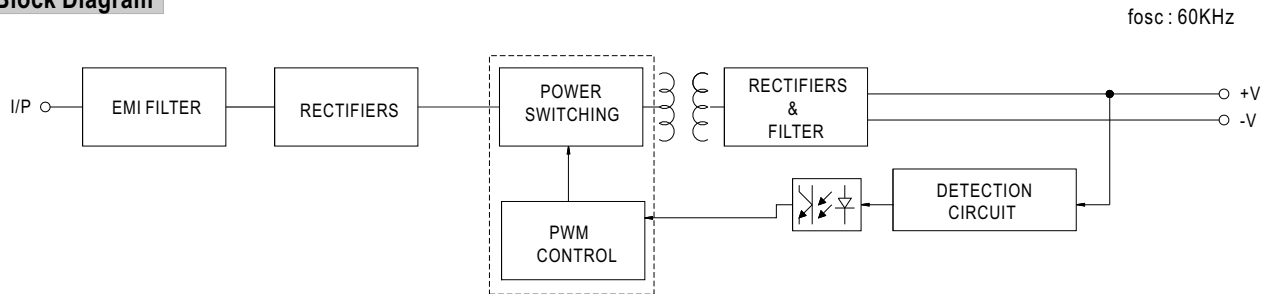 Block Diagram
fosc : 60KHz
I/P
EMI FILTER
RECTIFIERS
POWER
SWITCHING
RECTIFIERS
&
FILTER
+V
-V
DETECTION
CIRCUIT
PWM
CONTROL